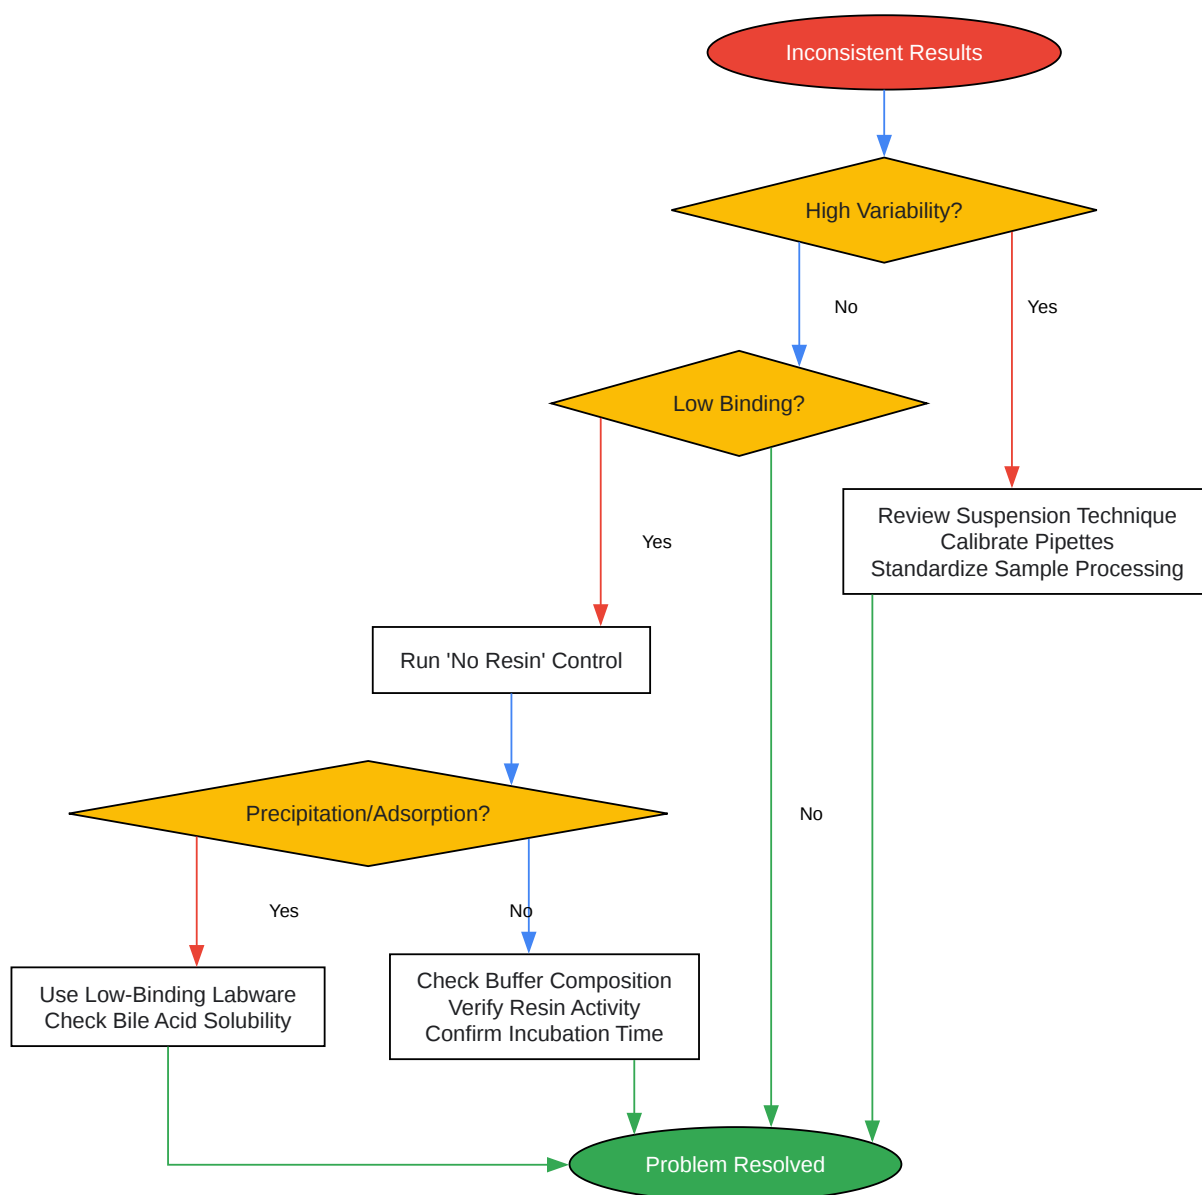 Inconsistent Results
High Variability?
No
Yes
Low Binding?
Review Suspension Technique
Calibrate Pipettes
Standardize Sample Processing
Yes
Run 'No Resin' Control
Precipitation/Adsorption?
No
Yes
No
Use Low-Binding Labware
Check Bile Acid Solubility
Check Buffer Composition
Verify Resin Activity
Confirm Incubation Time
Problem Resolved